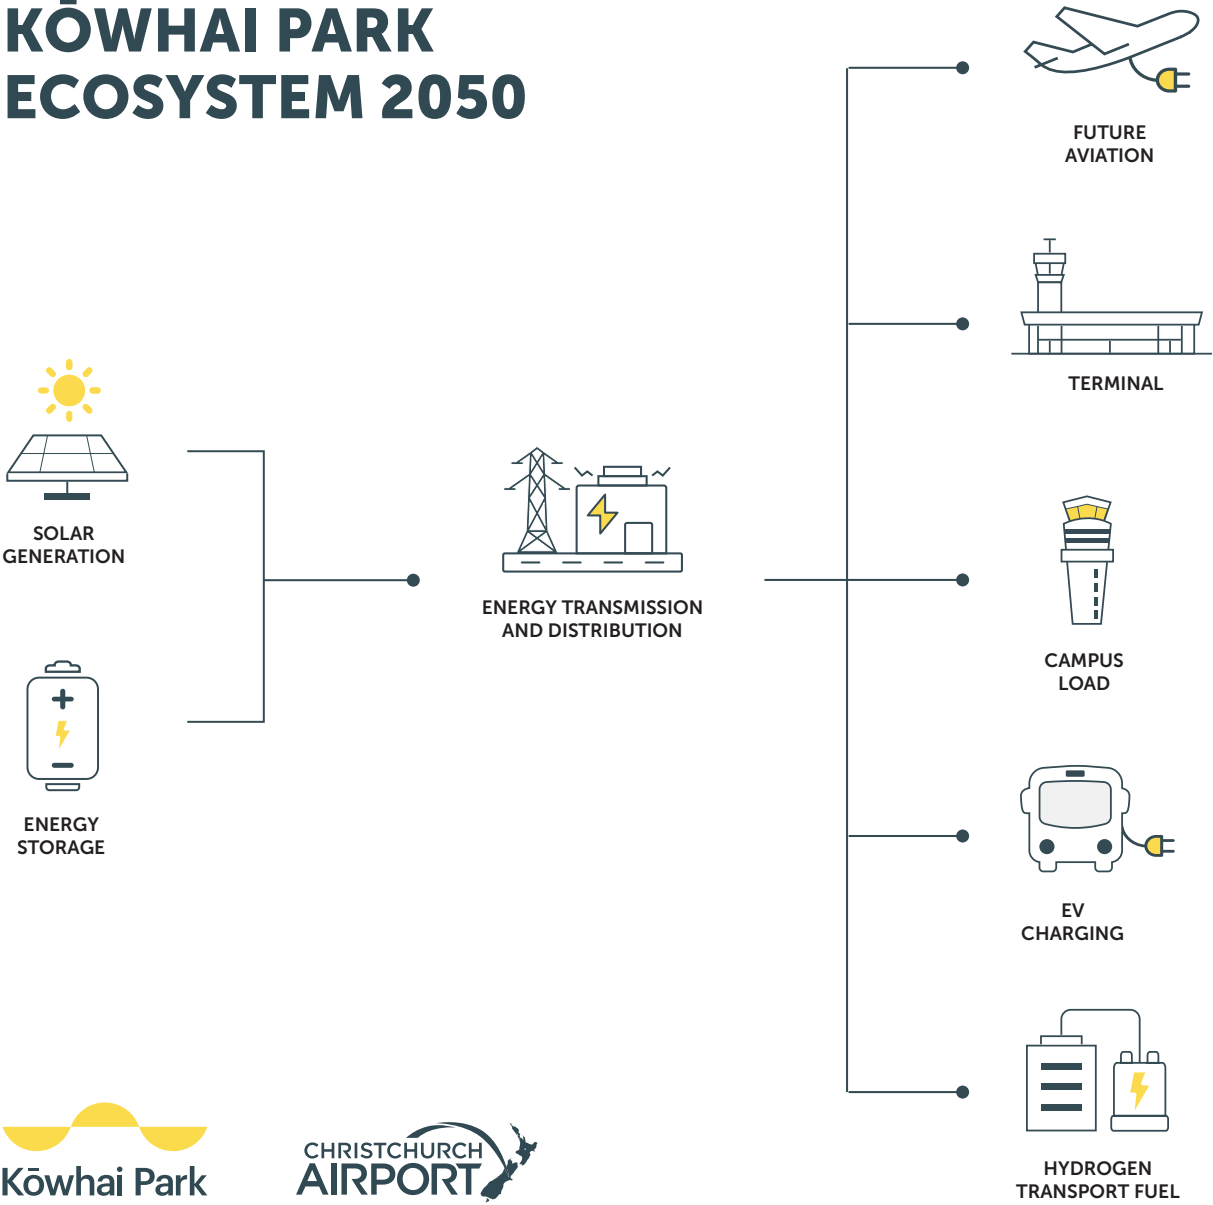 KŌWHAI PARK
ECOSYSTEM 2050
SOLAR
GENERATION
ENERGY
STORAGE
ENERGY TRANSMISSION
AND DISTRIBUTION
FUTURE
AVIATION
TERMINAL
CAMPUS
LOAD
EV
CHARGING
HYDROGEN
TRANSPORT FUEL
Kōwhai Park
CHRISTCHURCH
AIRPORT